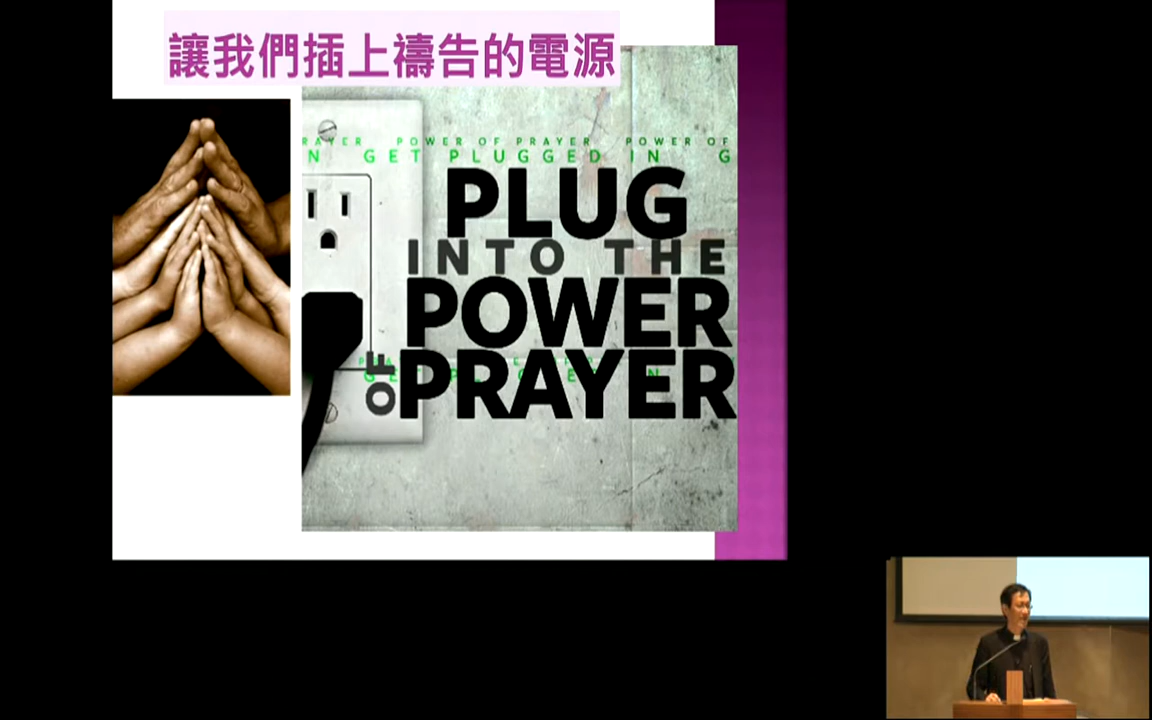 讓我們插上禱告的電源
RAYER POWER OF PRAYER POWER OF
N GET PLUGGED IN G
PLUG
INTO THE
POWER
OF PRAYER